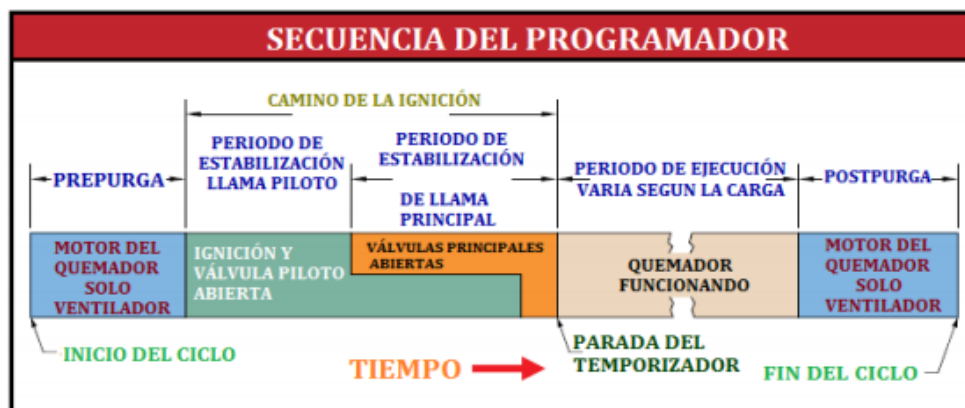 SECUENCIA DEL PROGRAMADOR
CAMINO DE LA IGNICIÓN
PREPURGA
PERIODO DE
ESTABILIZACIÓN
LLAMA PILOTO
PERIODO DE
ESTABILIZACIÓN
DE LLAMA
PRINCIPAL
PERIODO DE EJECUCIÓN
VARIA SEGUN LA CARGA
POSTPURGA
MOTOR DEL
QUEMADOR
SOLO
VENTILADOR
IGNICIÓN Y
VÁLVULA PILOTO
ABIERTA
VÁLVULAS PRINCIPALES
ABIERTAS
QUEMADOR
FUNCIONANDO
MOTOR DEL
QUEMADOR
SOLO
VENTILADOR
INICIO DEL CICLO
TIEMPO
PARADA DEL
TEMPORIZADOR
FIN DEL CICLO